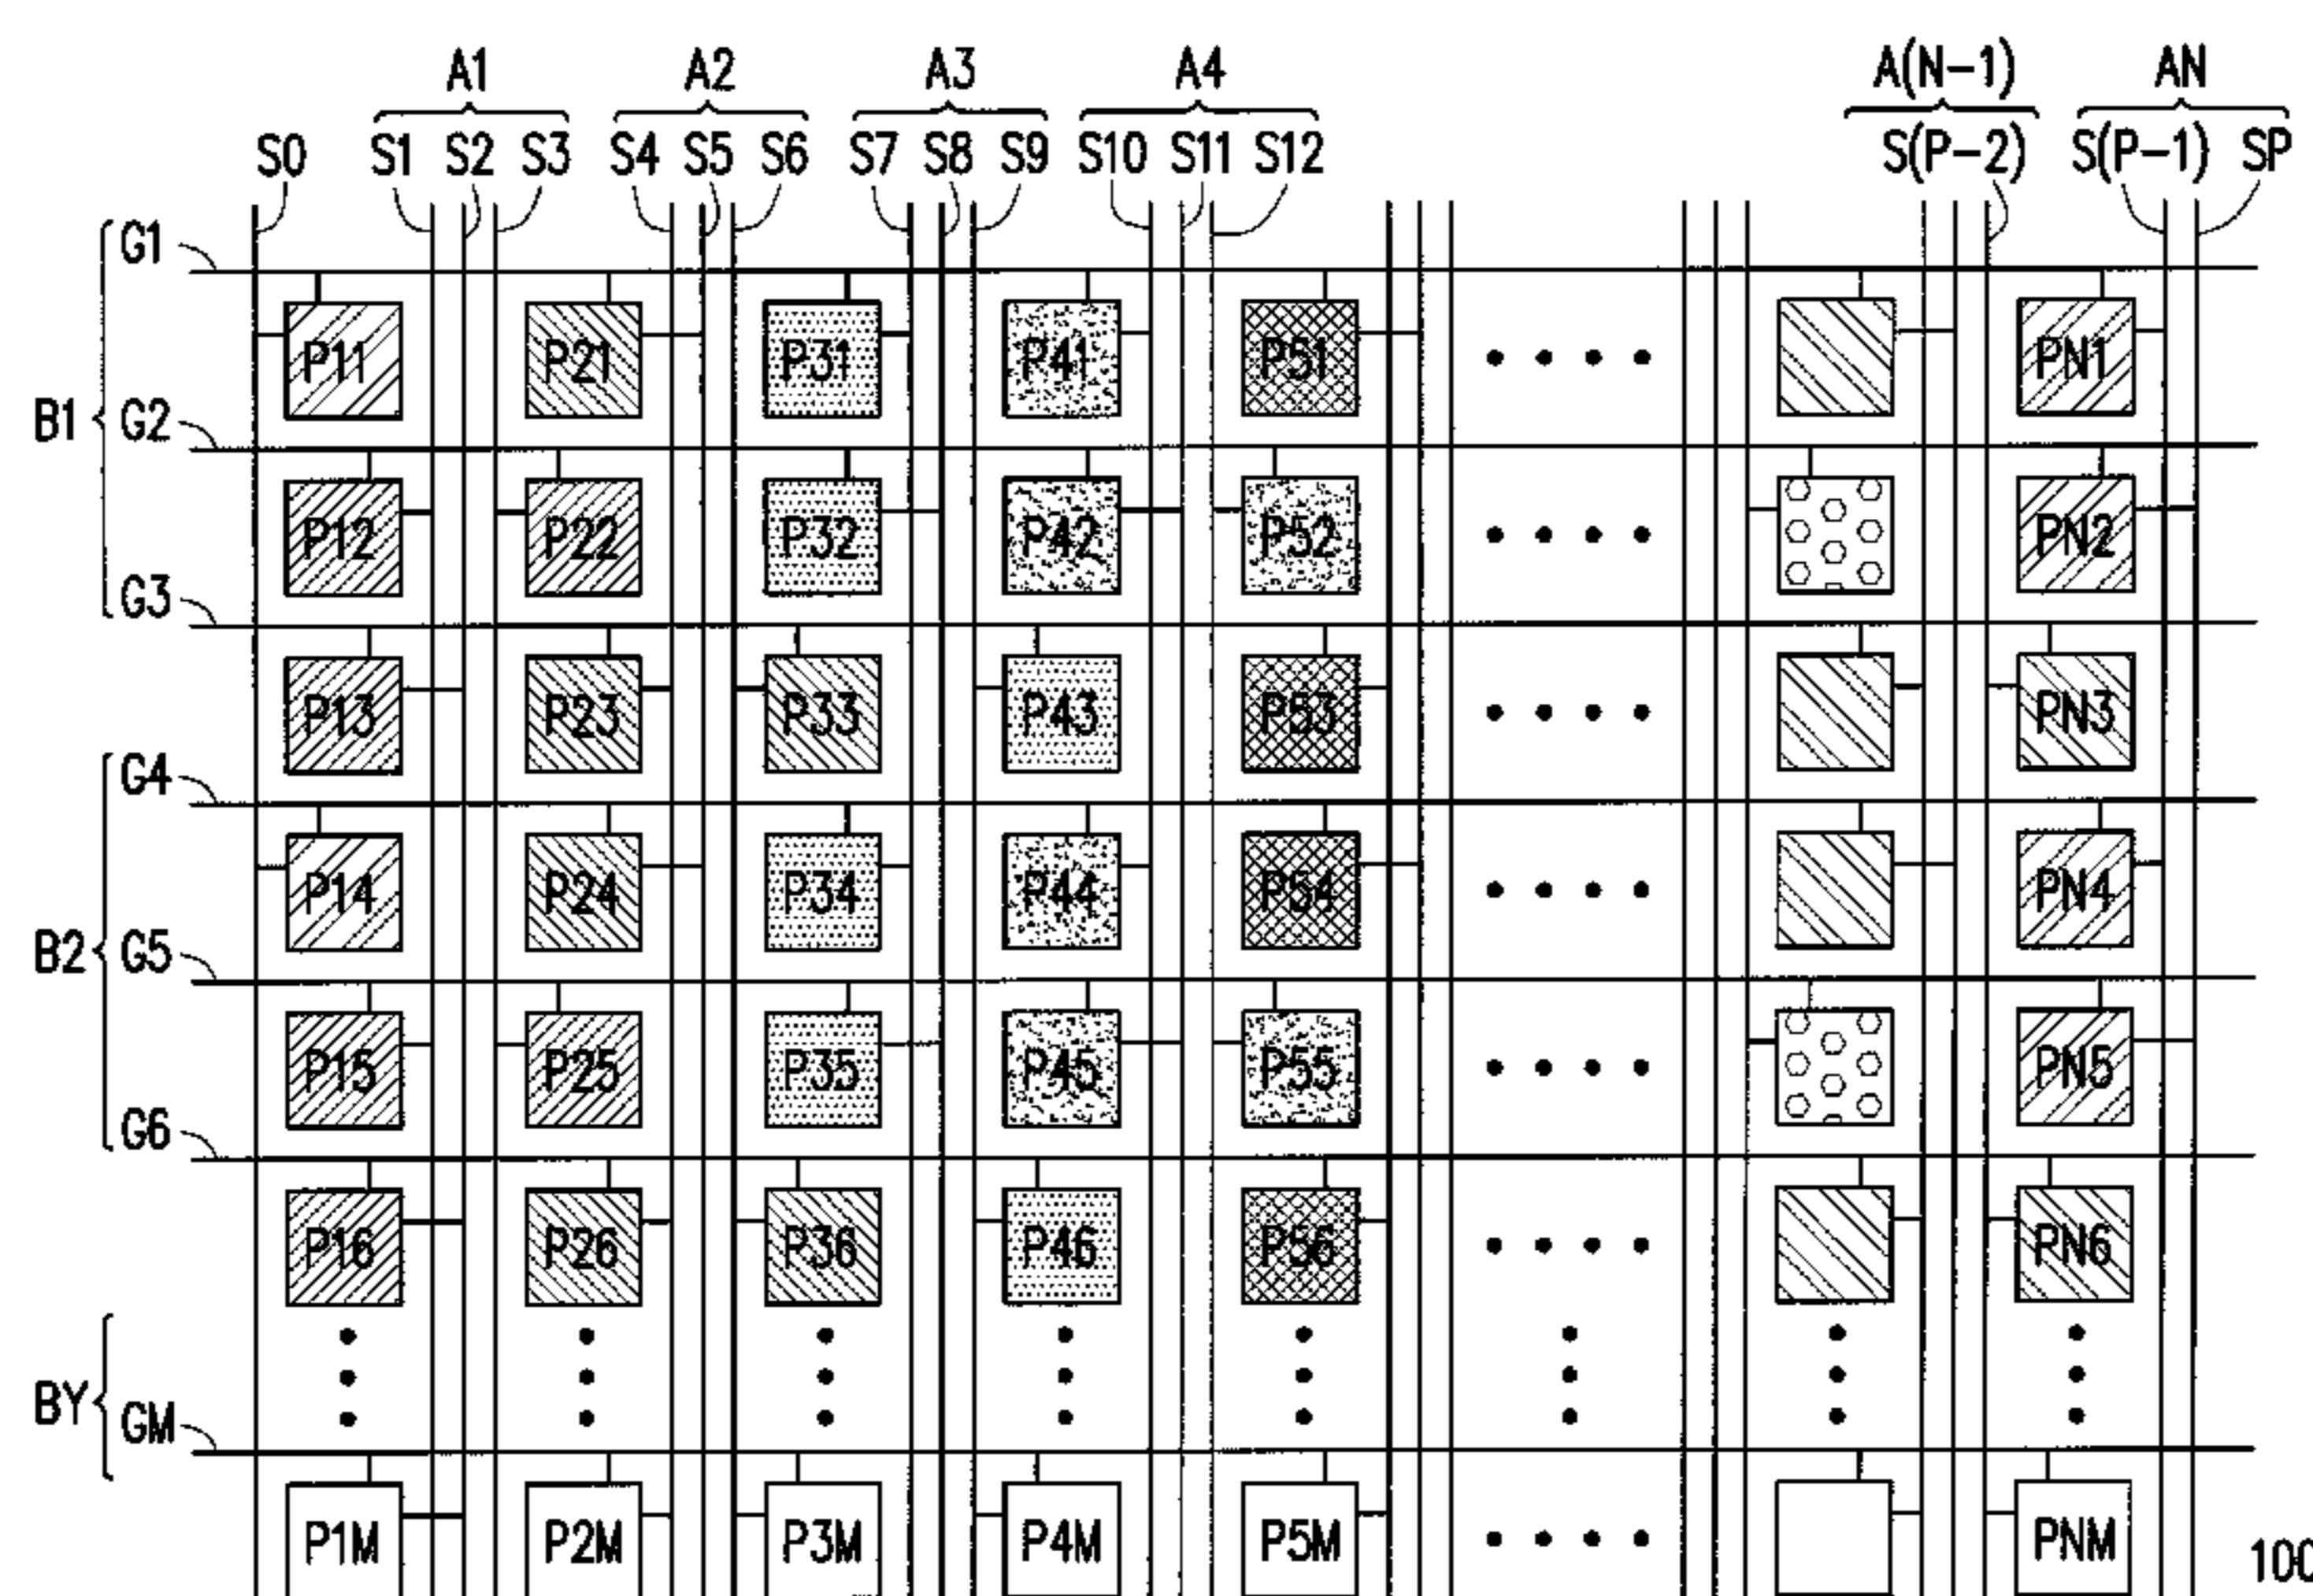 A1 A2 A3 A4 A(N-1) AN
S0 S1 S2 S3 S4 S5 S6 S7 S8 S9 S10 S11 S12 S(P-2) S(P-1) SP
G1
P11 P21 P31 P41 P51 PN1
B1 G2
P12 P22 P32 P42 P52 PN2
G3
P13 P23 P33 P43 P53 PN3
G4
P14 P24 P34 P44 P54 PN4
B2 G5
P15 P25 P35 P45 P55 PN5
G6
P16 P26 P36 P46 P56 PN6
BY GM
P1M P2M P3M P4M P5M PNM
100